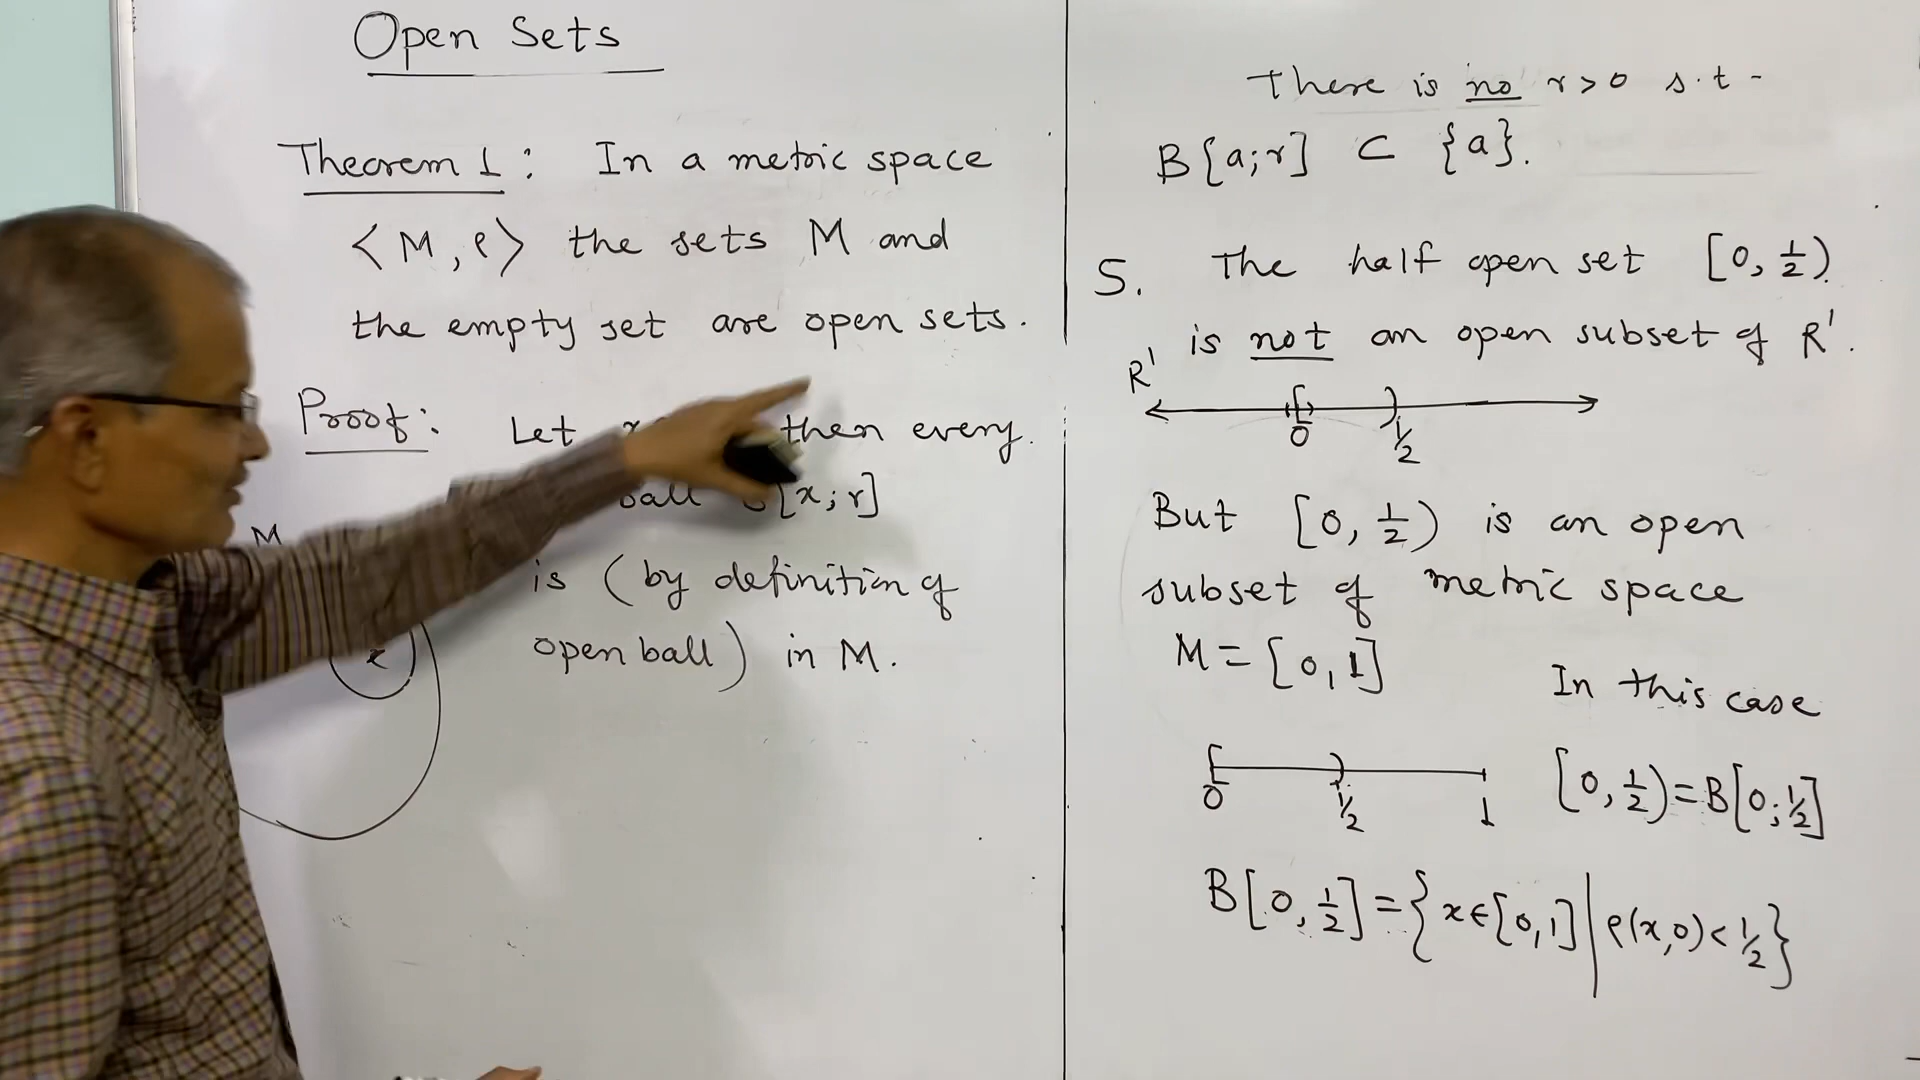 Open Sets
Theorem 1: In a metric space
<M, ρ> the sets M and
the empty set are open sets.
Proof: Let x then every
ball B[x; r]
M
is (by definition of
open ball) in M.
x
There is no r>0 s.t-
B[a;r] ⊂ {a}.
5. The half open set [0, 1/2)
is not an open subset of R¹.
R¹
0 1/2
But [0, 1/2) is an open
subset of metric space
M = [0, 1]
In this case
0 1/2 1
[0, 1/2) = B[0; 1/2]
B[0, 1/2] = {x ∈ [0,1] | ρ(x,0) < 1/2}